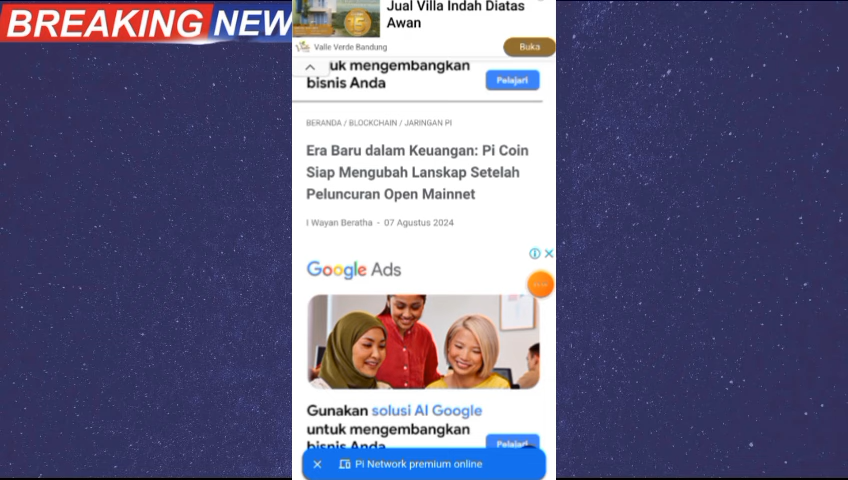 BREAKING NEW
Jual Villa Indah Diatas
Awan
Valle Verde Bandung
Buka
uk mengembangkan
bisnis Anda
Pelajari
BERANDA / BLOCKCHAIN / JARINGAN PI
Era Baru dalam Keuangan: Pi Coin
Siap Mengubah Lanskap Setelah
Peluncuran Open Mainnet
I Wayan Beratha - 07 Agustus 2024
Google Ads
Gunakan solusi AI Google
untuk mengembangkan
bisnis Anda
Pelajari
Pi Network premium online